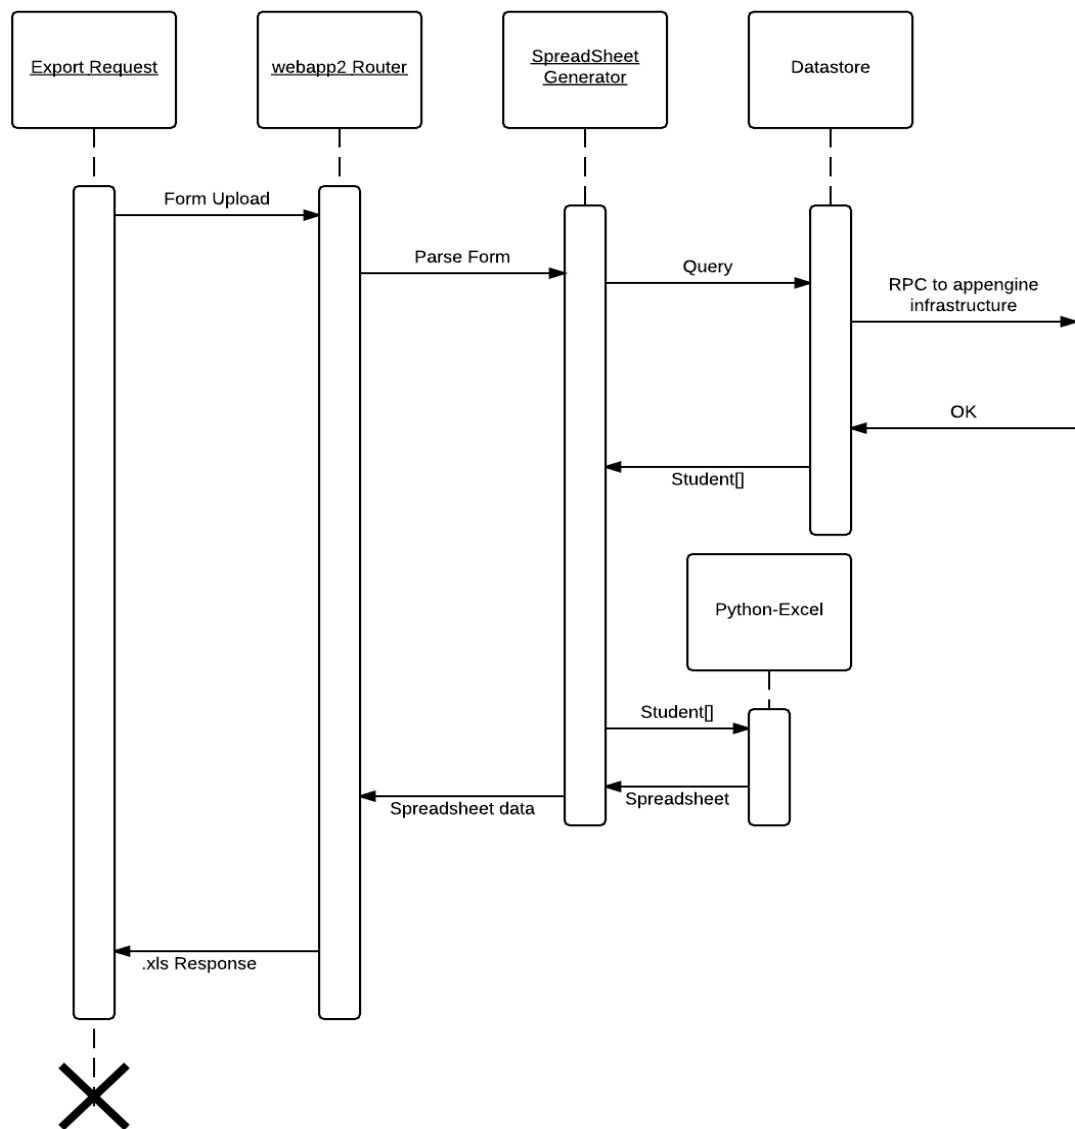 Export Request
webapp2 Router
SpreadSheet
Generator
Datastore
Form Upload
Parse Form
Query
RPC to appengine
infrastructure
OK
Student[]
Python-Excel
Student[]
Spreadsheet
Spreadsheet data
.xls Response